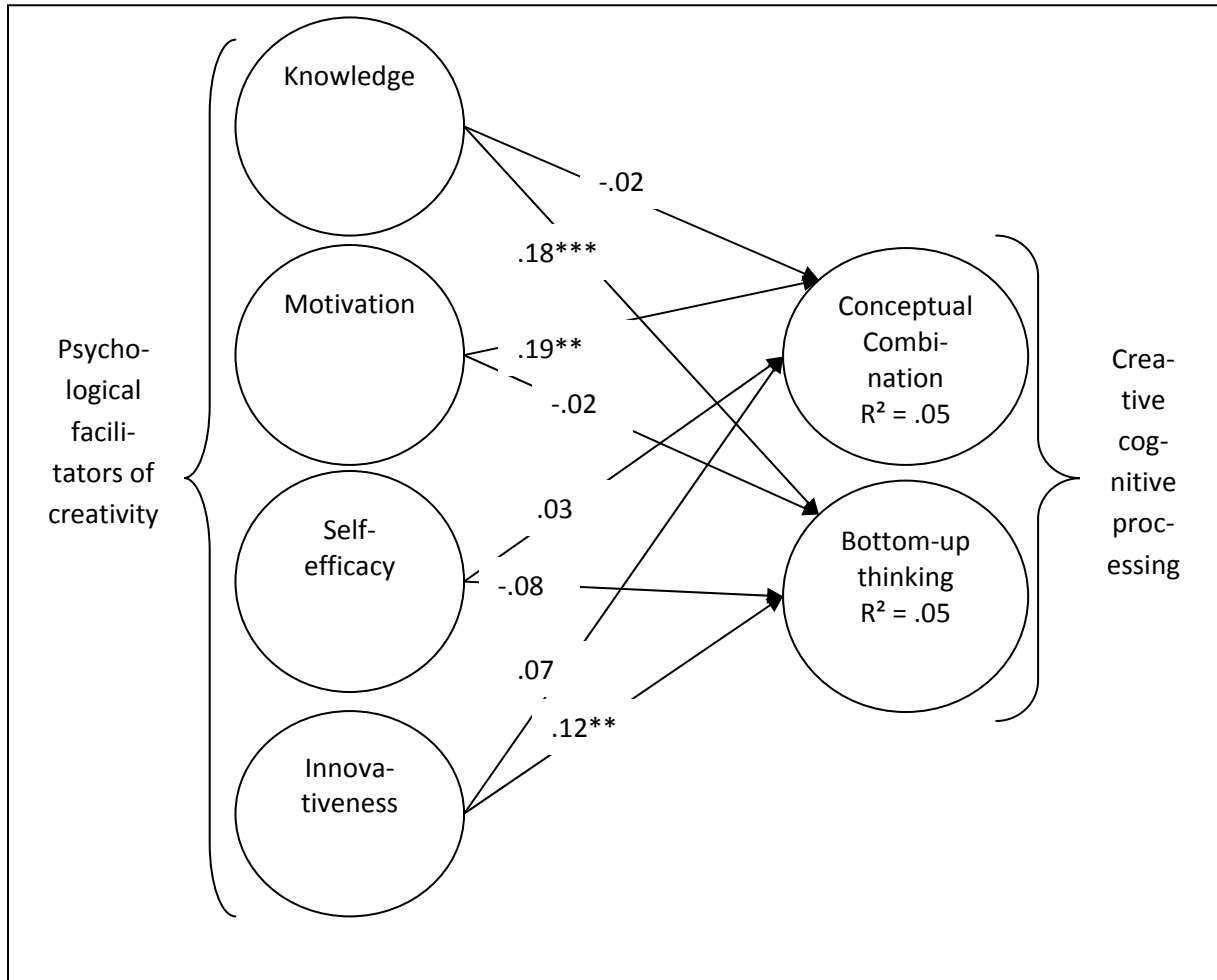 Knowledge
-.02
.18***
Motivation
.19**
-.02
Psycho-
logical
facili-
tators of
creativity
Self-
efficacy
.03
-.08
.07
.12**
Innova-
tiveness
Conceptual
Combi-
nation
R² = .05
Bottom-up
thinking
R² = .05
Crea-
tive
cog-
nitive
proc-
essing